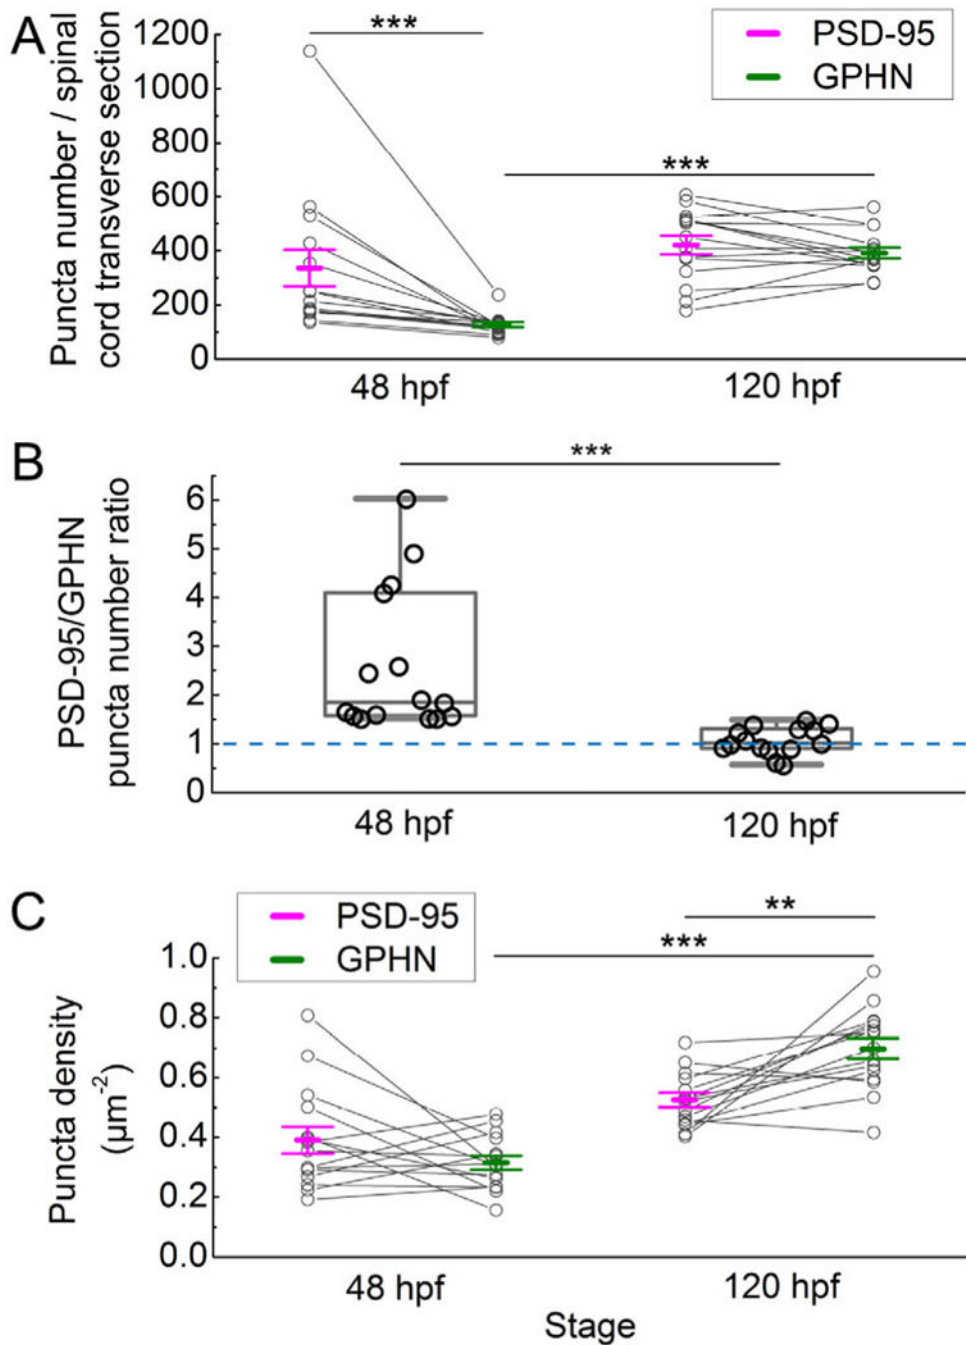 A
Puncta number / spinal
cord transverse section
1200
1000
800
600
400
200
0
***
***
PSD-95
GPHN
48 hpf
120 hpf
B
PSD-95/GPHN
puncta number ratio
6
5
4
3
2
1
0
***
48 hpf
120 hpf
C
PSD-95
GPHN
**
***
Puncta density
(µm⁻²)
1.0
0.8
0.6
0.4
0.2
0.0
48 hpf
120 hpf
Stage